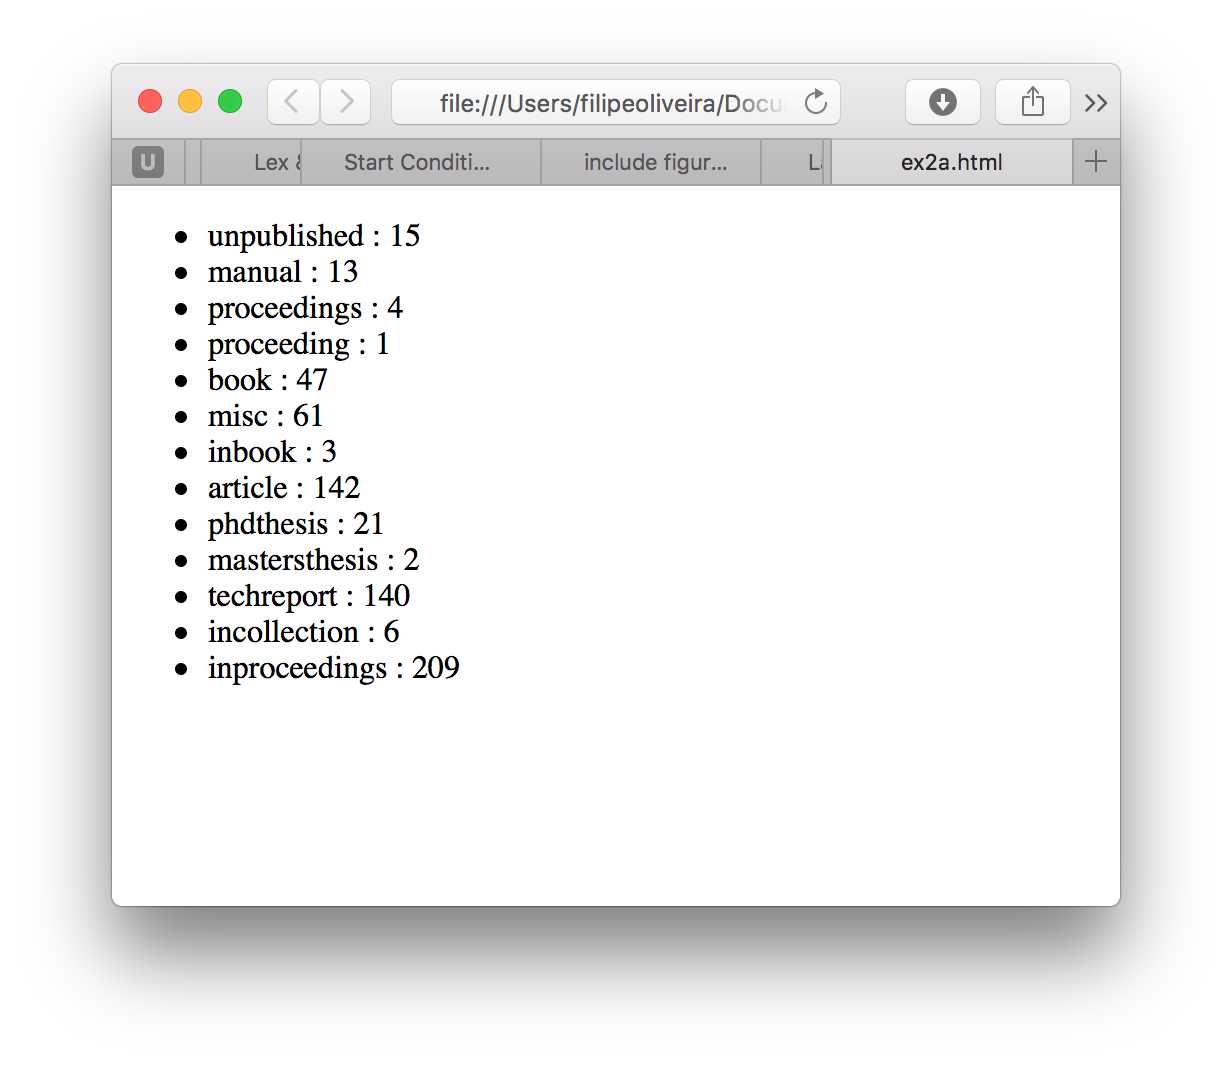 file:///Users/filipeoliveira/Docu
U
Lex &
Start Conditi...
include figur...
ex2a.html
unpublished : 15
manual : 13
proceedings : 4
proceeding : 1
book : 47
misc : 61
inbook : 3
article : 142
phdthesis : 21
mastersthesis : 2
techreport : 140
incollection : 6
inproceedings : 209